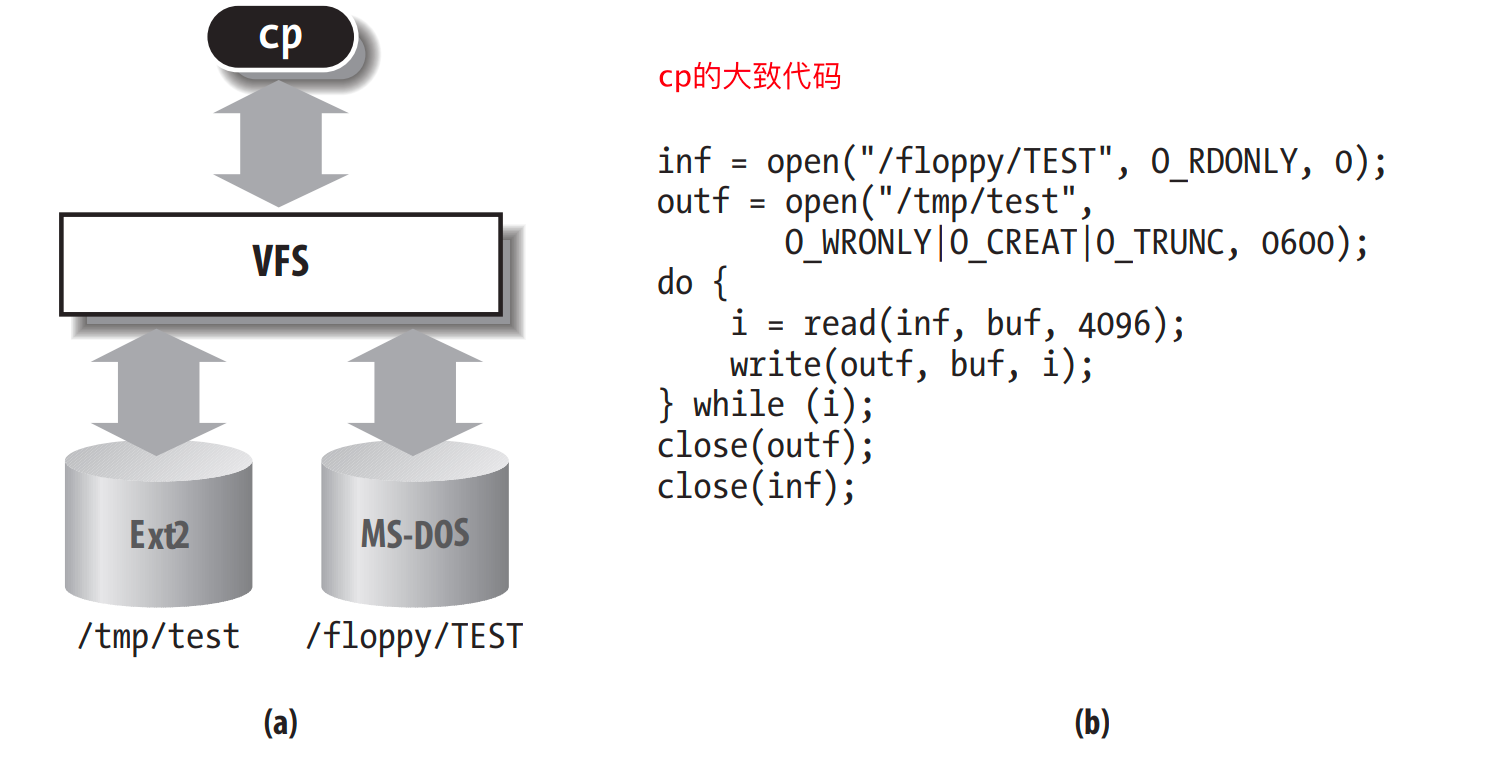 cp
VFS
Ext2
MS-DOS
/tmp/test
/floppy/TEST
(a)
cp的大致代码
inf = open("/floppy/TEST", O_RDONLY, 0);
outf = open("/tmp/test",
       O_WRONLY|O_CREAT|O_TRUNC, 0600);
do {
    i = read(inf, buf, 4096);
    write(outf, buf, i);
} while (i);
close(outf);
close(inf);
(b)